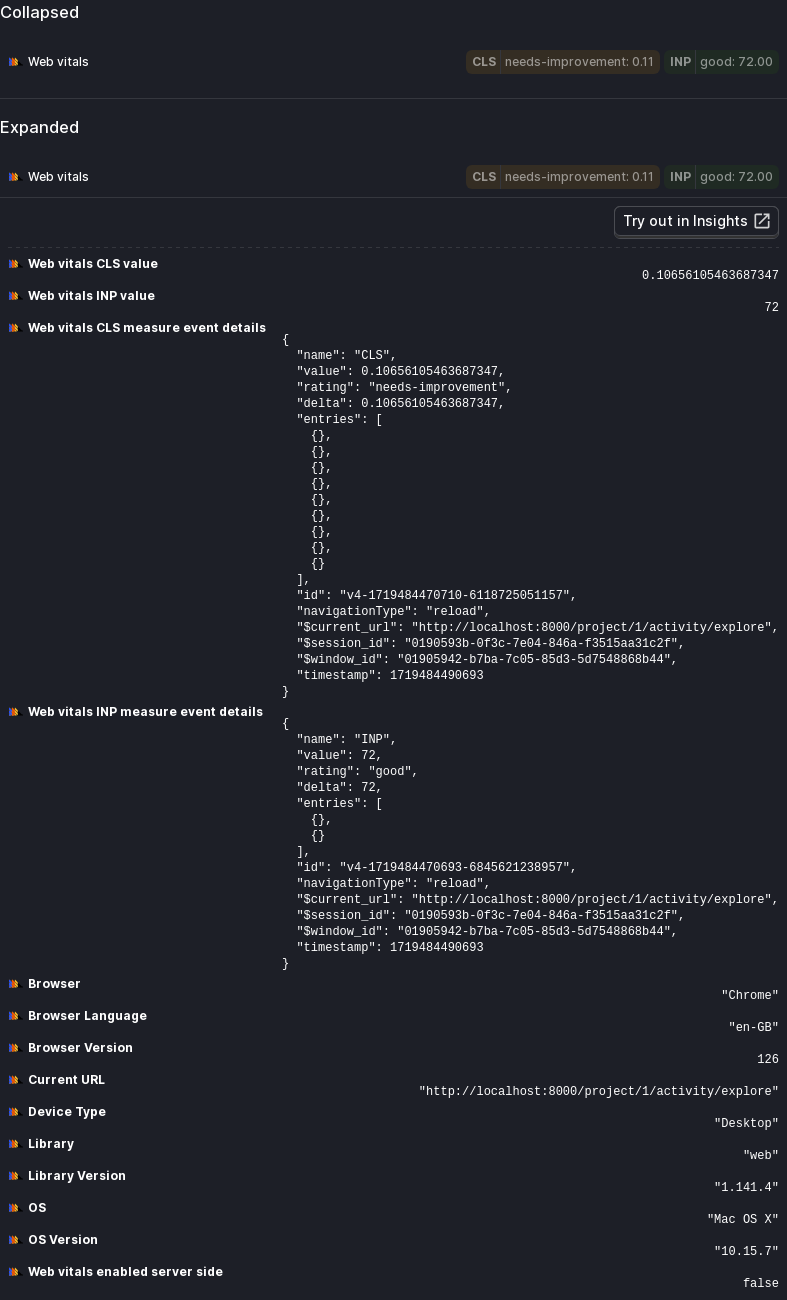 Collapsed
Web vitals CLS needs-improvement: 0.11 INP good: 72.00
Expanded
Web vitals CLS needs-improvement: 0.11 INP good: 72.00
Try out in Insights
Web vitals CLS value
0.10656105463687347
Web vitals INP value
72
Web vitals CLS measure event details
{
  "name": "CLS",
  "value": 0.10656105463687347,
  "rating": "needs-improvement",
  "delta": 0.10656105463687347,
  "entries": [
    {},
    {},
    {},
    {},
    {},
    {},
    {},
    {},
    {}
  ],
  "id": "v4-1719484470710-6118725051157",
  "navigationType": "reload",
  "$current_url": "http://localhost:8000/project/1/activity/explore",
  "$session_id": "0190593b-0f3c-7e04-846a-f3515aa31c2f",
  "$window_id": "01905942-b7ba-7c05-85d3-5d7548868b44",
  "timestamp": 1719484490693
}
Web vitals INP measure event details
{
  "name": "INP",
  "value": 72,
  "rating": "good",
  "delta": 72,
  "entries": [
    {},
    {}
  ],
  "id": "v4-1719484470693-6845621238957",
  "navigationType": "reload",
  "$current_url": "http://localhost:8000/project/1/activity/explore",
  "$session_id": "0190593b-0f3c-7e04-846a-f3515aa31c2f",
  "$window_id": "01905942-b7ba-7c05-85d3-5d7548868b44",
  "timestamp": 1719484490693
}
Browser
"Chrome"
Browser Language
"en-GB"
Browser Version
126
Current URL
"http://localhost:8000/project/1/activity/explore"
Device Type
"Desktop"
Library
"web"
Library Version
"1.141.4"
OS
"Mac OS X"
OS Version
"10.15.7"
Web vitals enabled server side
false